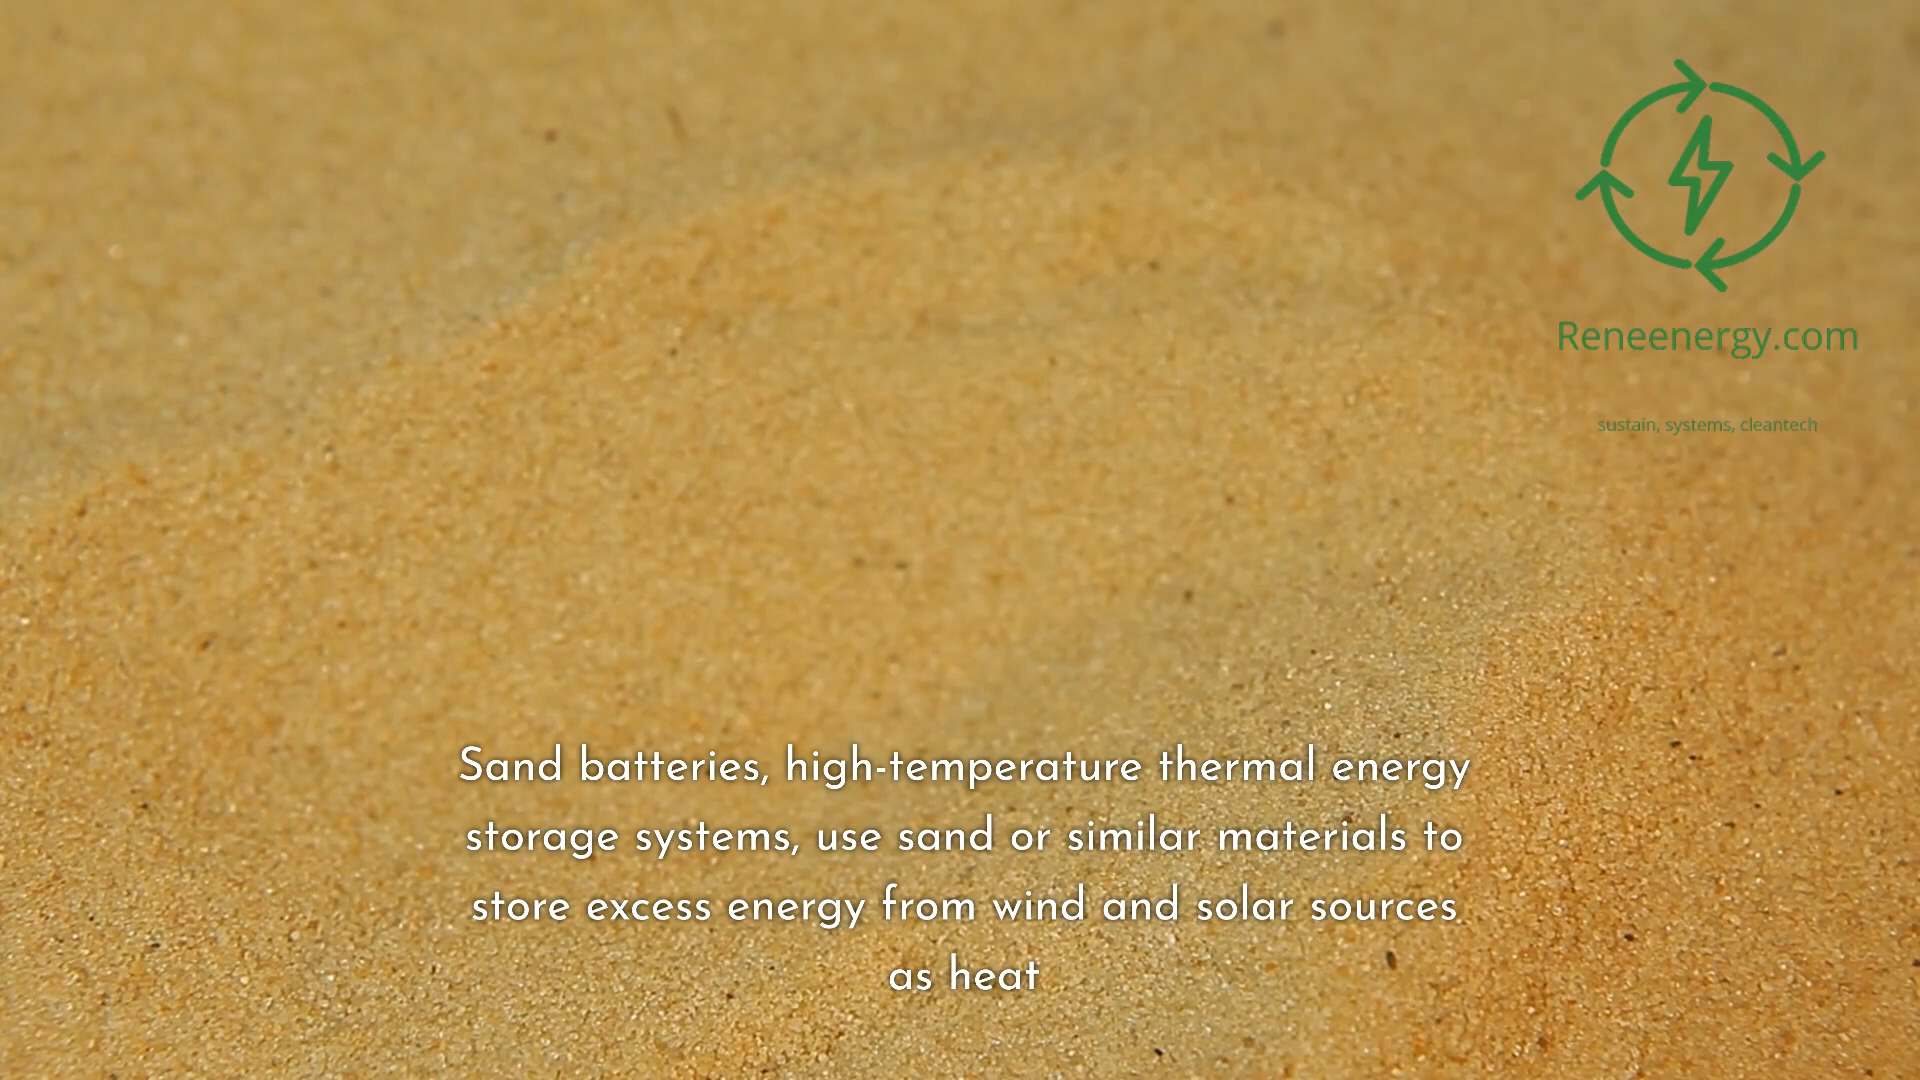 Reneenergy.com
sustain, systems, cleantech
Sand batteries, high-temperature thermal energy
storage systems, use sand or similar materials to
store excess energy from wind and solar sources
as heat